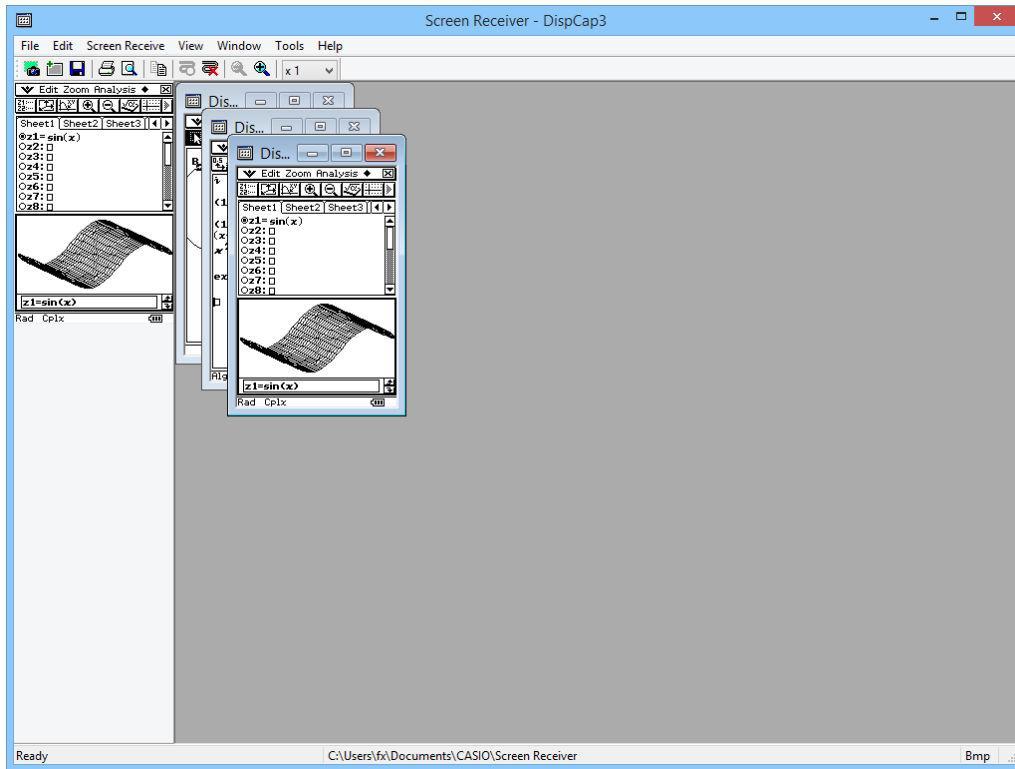 Screen Receiver - DispCap3
File Edit Screen Receive View Window Tools Help
x 1
Edit Zoom Analysis ◆
Sheet1 Sheet2 Sheet3
z1=sin(x)
z2:
z3:
z4:
z5:
z6:
z7:
z8:
z1=sin(x)
Rad Cplx
Dis...
Dis...
Alg
Dis...
Edit Zoom Analysis ◆
Sheet1 Sheet2 Sheet3
z1=sin(x)
z2:
z3:
z4:
z5:
z6:
z7:
z8:
z1=sin(x)
Rad Cplx
Ready C:\Users\fx\Documents\CASIO\Screen Receiver Bmp